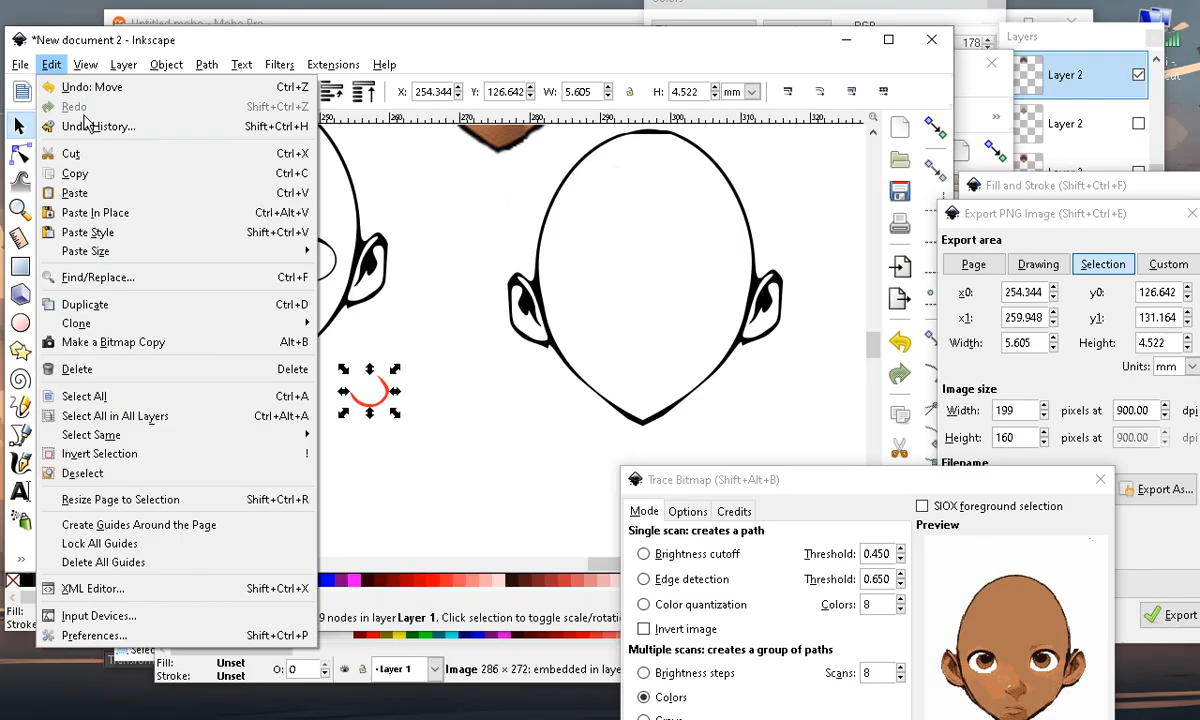 Colors
RGB
*New document 2 - Inkscape
178
Layers
File Edit View Layer Object Path Text Filters Extensions Help
Layer 2
Undo: Move Ctrl+Z
X: 254.344 Y: 126.642 W: 5.605 H: 4.522 mm
Redo Shift+Ctrl+Z
Undo History... Shift+Ctrl+H
250 260 270 280 290 300 310 320
Layer 2
Cut Ctrl+X
Copy Ctrl+C
Paste Ctrl+V
Paste In Place Ctrl+Alt+V
Paste Style Shift+Ctrl+V
Paste Size
Find/Replace... Ctrl+F
Duplicate Ctrl+D
Clone
Make a Bitmap Copy Alt+B
Delete Delete
Select All Ctrl+A
Select All in All Layers Ctrl+Alt+A
Select Same
Invert Selection !
Deselect
Resize Page to Selection Shift+Ctrl+R
Create Guides Around the Page
Lock All Guides
Delete All Guides
XML Editor... Shift+Ctrl+X
Input Devices...
Preferences... Shift+Ctrl+P
Fill and Stroke (Shift+Ctrl+F)
Export PNG Image (Shift+Ctrl+E)
Export area
Page Drawing Selection Custom
x0: 254.344 y0: 126.642
x1: 259.948 y1: 131.164
Width: 5.605 Height: 4.522
Units: mm
Image size
Width: 199 pixels at 900.00 dpi
Height: 160 pixels at 900.00 dpi
Filename
Export As...
Export
Trace Bitmap (Shift+Alt+B)
Mode Options Credits
SIOX foreground selection
Single scan: creates a path
Preview
Brightness cutoff Threshold: 0.450
Edge detection Threshold: 0.650
Color quantization Colors: 8
Invert image
Multiple scans: creates a group of paths
Brightness steps Scans: 8
Colors
Fill:
Stroke
9 nodes in layer Layer 1. Click selection to toggle scale/rotati
Fill: Unset
Stroke: Unset
O: 0
Layer 1
Image 286 × 272: embedded in laye